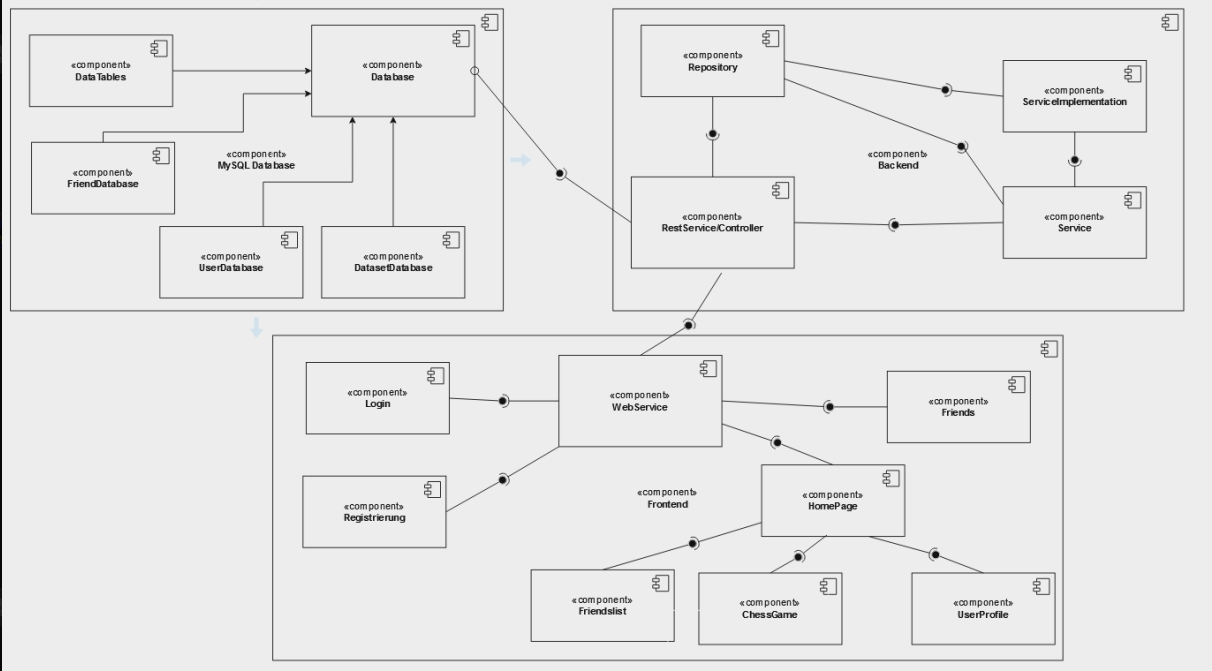 «component»
DataTables
«component»
Database
«component»
FriendDatabase
«component»
MySQL Database
«component»
UserDatabase
«component»
DatasetDatabase
«component»
Repository
«component»
ServiceImplementation
«component»
Backend
«component»
RestService/Controller
«component»
Service
«component»
Login
«component»
WebService
«component»
Friends
«component»
Registrierung
«component»
Frontend
«component»
HomePage
«component»
Friendslist
«component»
ChessGame
«component»
UserProfile